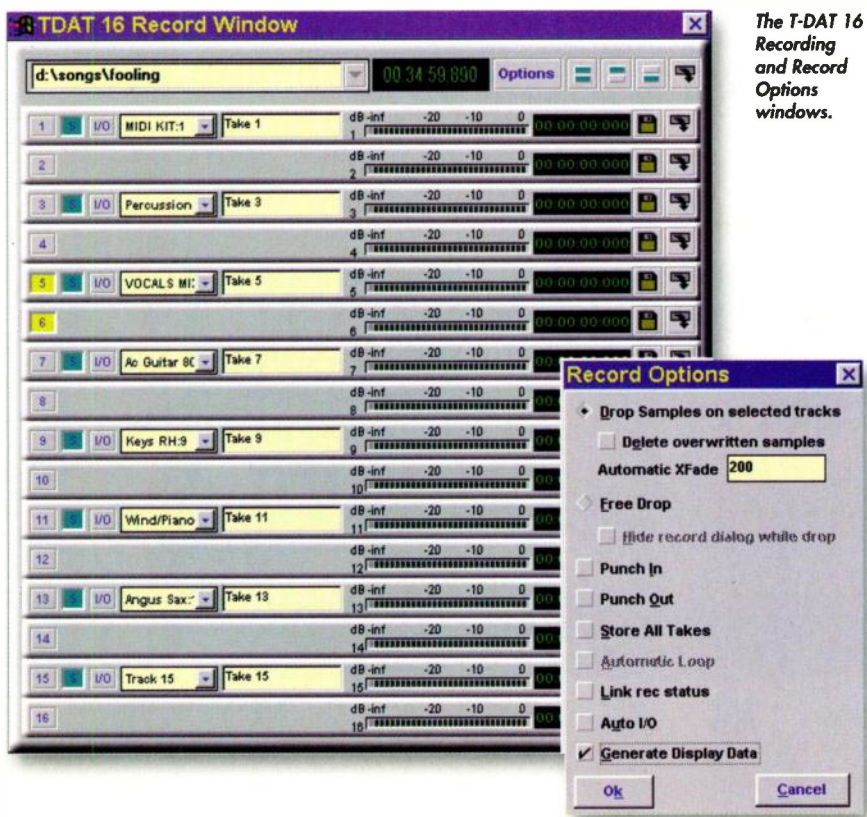 TDAT 16 Record Window
d:\songs\fooling
00:34:59:890
Options
1 S I/O MIDI KIT:1 Take 1 dB -inf -20 -10 0 1 00:00:00:000
2 dB -inf -20 -10 0 2 00:00:00:000
3 S I/O Percussion Take 3 dB -inf -20 -10 0 3 00:00:00:000
4 dB -inf -20 -10 0 4 00:00:00:000
5 S I/O VOCALS MI: Take 5 dB -inf -20 -10 0 5 00:00:00:000
6 dB -inf -20 -10 0 6 00:00:00:000
7 S I/O Ac Guitar 8( Take 7 dB -inf -20 -10 0 7
8 dB -inf -20 -10 0 8
9 S I/O Keys RH:9 Take 9 dB -inf -20 -10 0 9
10 dB -inf -20 -10 0 10
11 S I/O Wind/Piano Take 11 dB -inf -20 -10 0 11
12 dB -inf -20 -10 0 12
13 S I/O Angus Sax: Take 13 dB -inf -20 -10 0 13
14 dB -inf -20 -10 0 14
15 S I/O Track 15 Take 15 dB -inf -20 -10 0 15
16 dB -inf -20 -10 0 16
The T-DAT 16
Recording
and Record
Options
windows.
Record Options
Drop Samples on selected tracks
Delete overwritten samples
Automatic XFade 200
Free Drop
Hide record dialog while drop
Punch In
Punch Out
Store All Takes
Automatic Loop
Link rec status
Auto I/O
Generate Display Data
Ok
Cancel